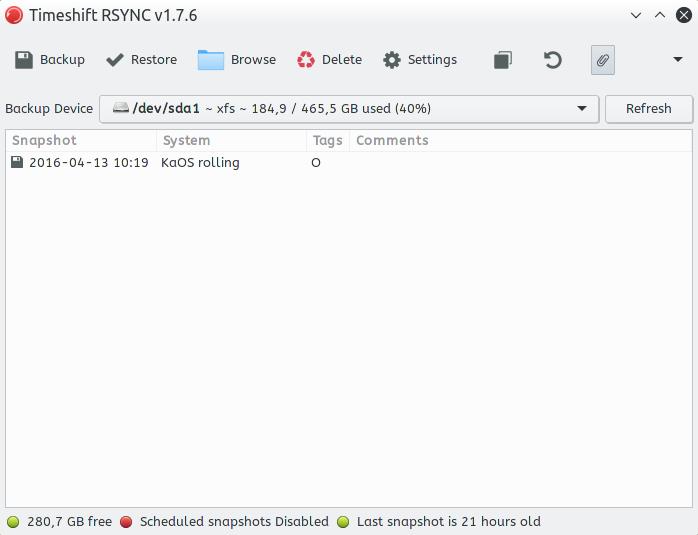 Timeshift RSYNC v1.7.6
Backup Restore Browse Delete Settings
Backup Device /dev/sda1 ~ xfs ~ 184,9 / 465,5 GB used (40%) Refresh
Snapshot System Tags Comments
2016-04-13 10:19 KaOS rolling O
280,7 GB free Scheduled snapshots Disabled Last snapshot is 21 hours old